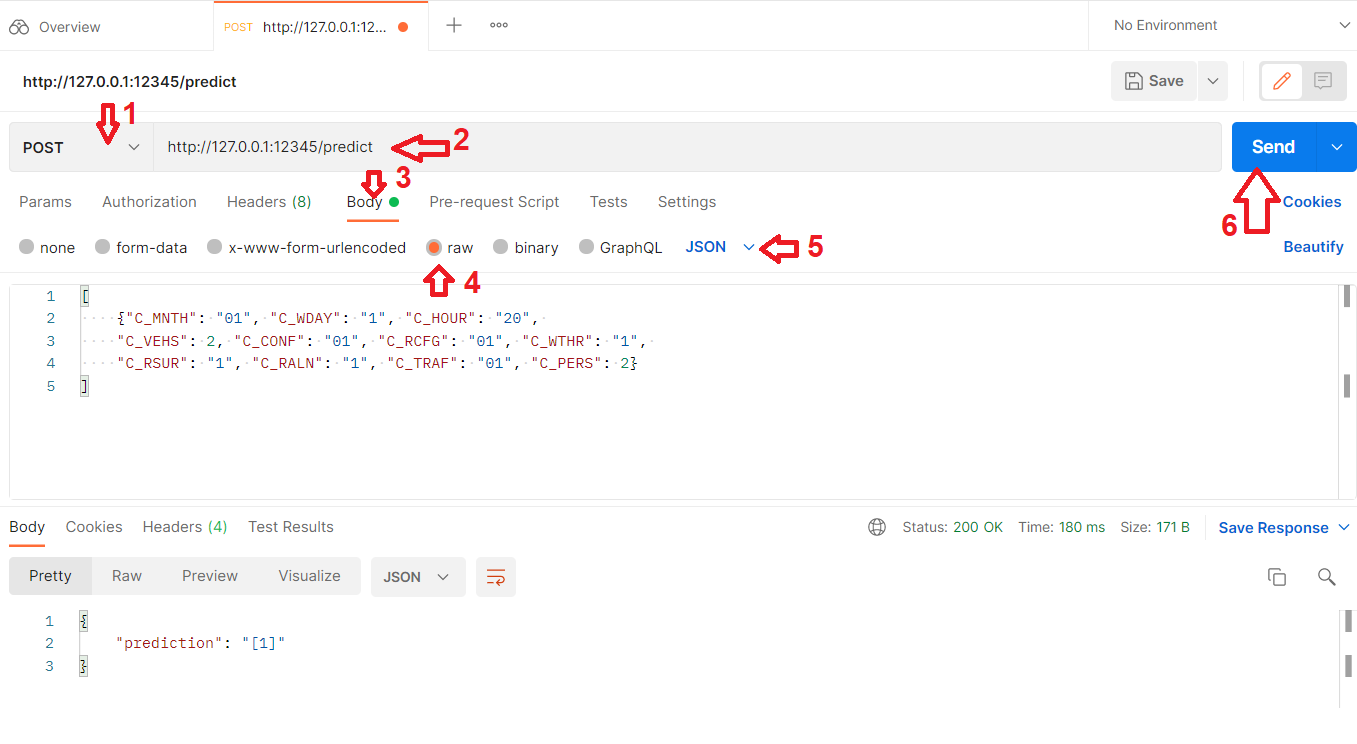 Overview
POST http://127.0.0.1:12...
No Environment
http://127.0.0.1:12345/predict
Save
1
POST
http://127.0.0.1:12345/predict
2
Send
3
Params Authorization Headers (8) Body Pre-request Script Tests Settings
6
Cookies
none form-data x-www-form-urlencoded raw binary GraphQL JSON
5
Beautify
4
1 [
2 {"C_MNTH": "01", "C_WDAY": "1", "C_HOUR": "20",
3 "C_VEHS": 2, "C_CONF": "01", "C_RCFG": "01", "C_WTHR": "1",
4 "C_RSUR": "1", "C_RALN": "1", "C_TRAF": "01", "C_PERS": 2}
5 ]
Body Cookies Headers (4) Test Results
Status: 200 OK Time: 180 ms Size: 171 B
Save Response
Pretty Raw Preview Visualize JSON
1 {
2 "prediction": "[1]"
3 }